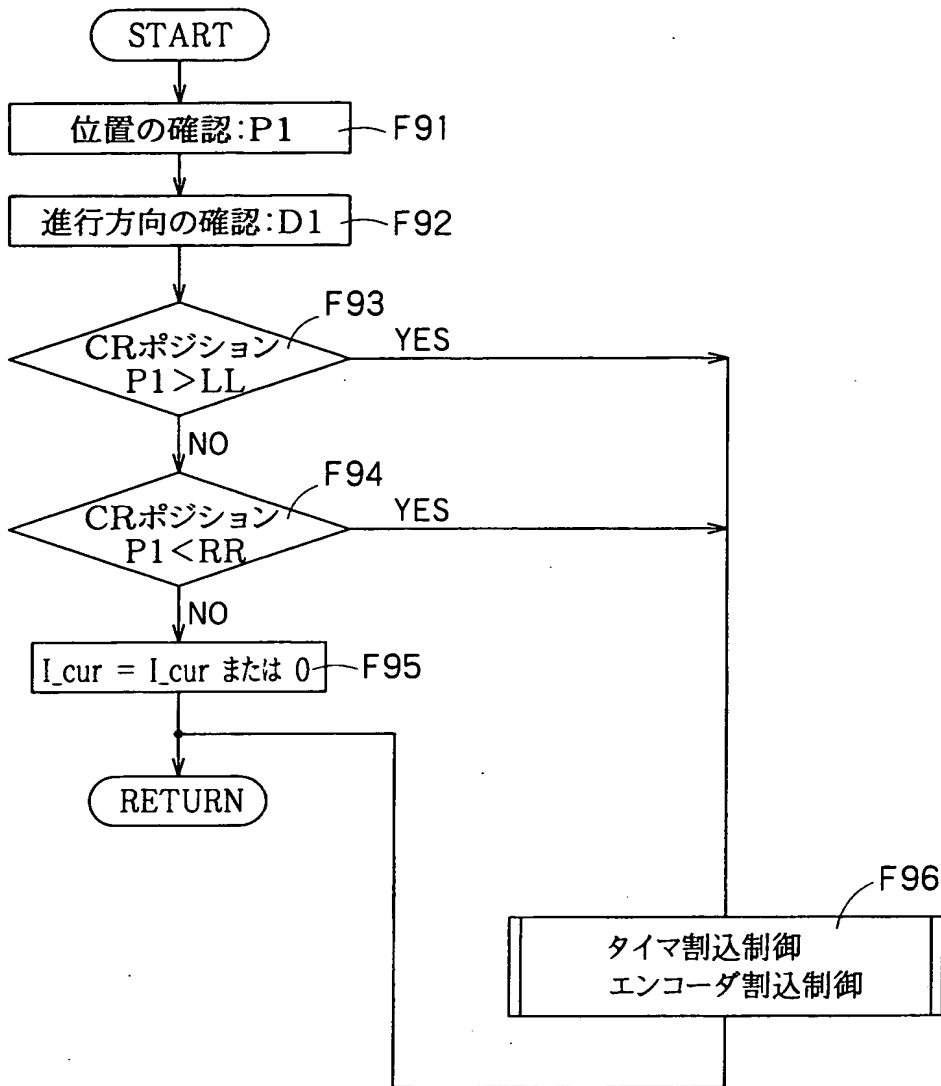 START
位置の確認:P1
F91
進行方向の確認:D1
F92
F93
CRポジション
P1>LL
YES
NO
F94
CRポジション
P1<RR
YES
NO
I_cur = I_cur または 0
F95
RETURN
F96
タイマ割込制御
エンコーダ割込制御